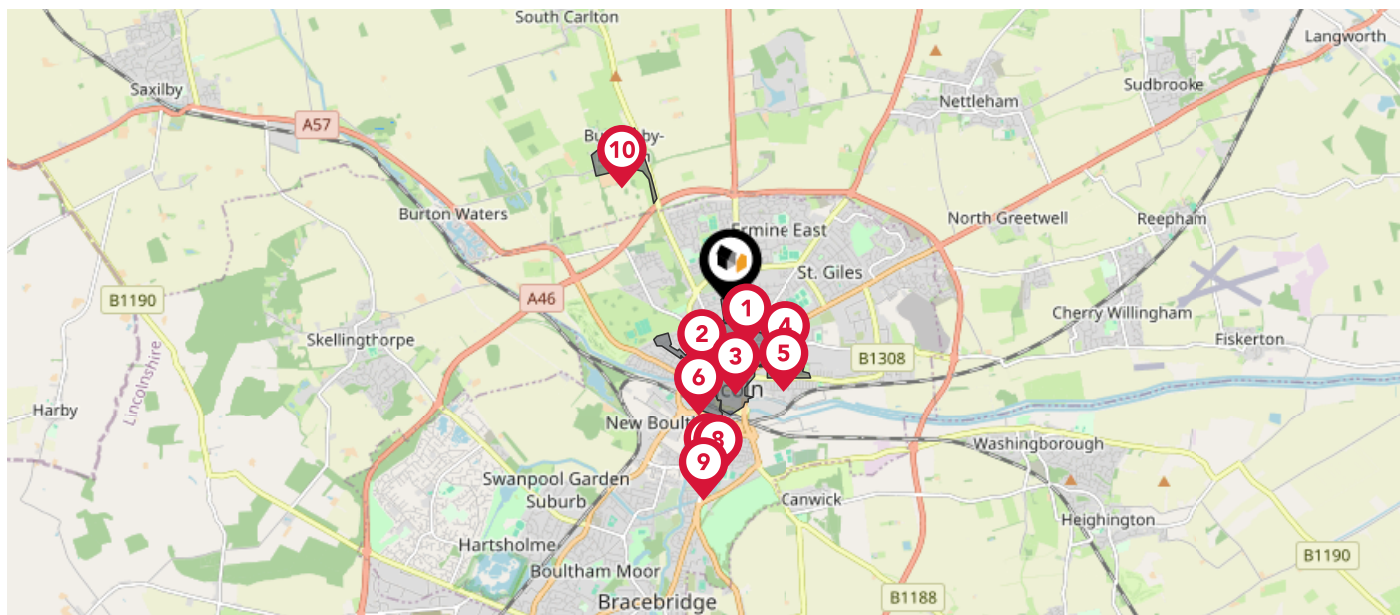 South Carlton
Langworth
Saxilby
Sudbrooke
Nettleham
A57
10
Burton Waters
North Greetwell
Reepham
Ermine East
St. Giles
B1190
A46
1
Cherry Willingham
4
2
Skellingthorpe
Fiskerton
3
5
B1308
Lincolnshire
6
Harby
New Boult
8
Washingborough
9
Swanpool Garden
Suburb
Canwick
Heighington
Hartsholme
B1190
Boultham Moor
B1188
Bracebridge